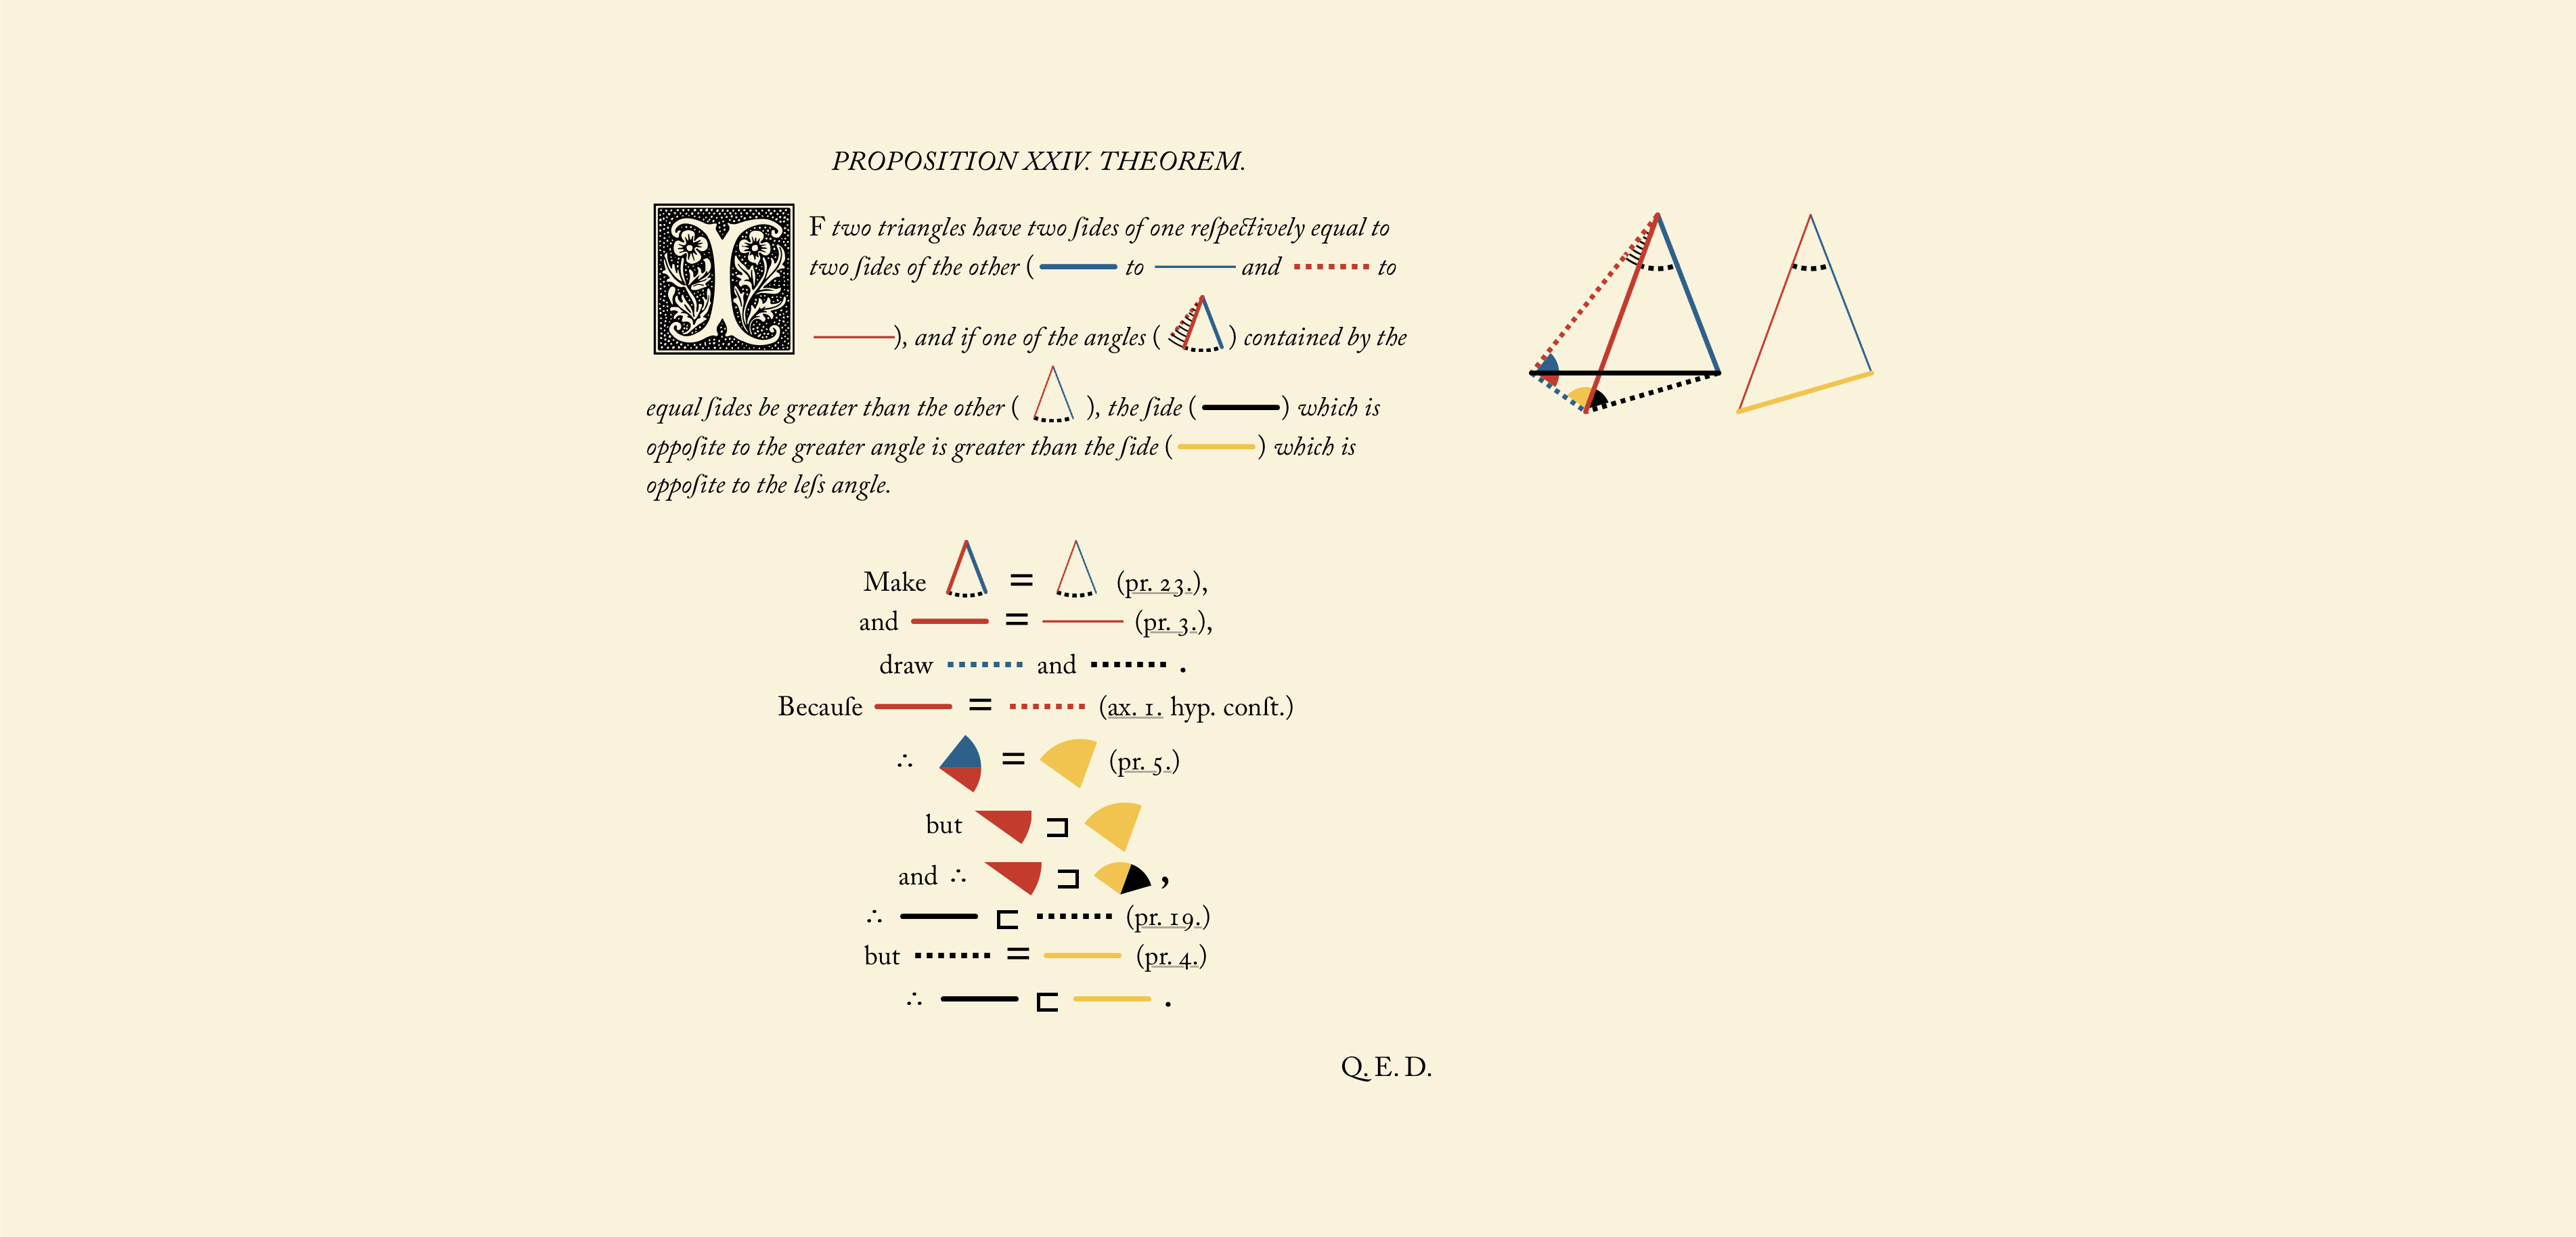 PROPOSITION XXIV. THEOREM.
IF two triangles have two ſides of one reſpectively equal to
two ſides of the other ( to and to
), and if one of the angles ( ) contained by the
equal ſides be greater than the other ( ), the ſide ( ) which is
oppoſite to the greater angle is greater than the ſide ( ) which is
oppoſite to the leſs angle.
Make = (pr. 23.),
and = (pr. 3.),
draw and .
Becauſe = (ax. 1. hyp. conſt.)
∴ = (pr. 5.)
but ⊐
and ∴ ⊐ ,
∴ ⊏ (pr. 19.)
but = (pr. 4.)
∴ ⊏ .
Q. E. D.